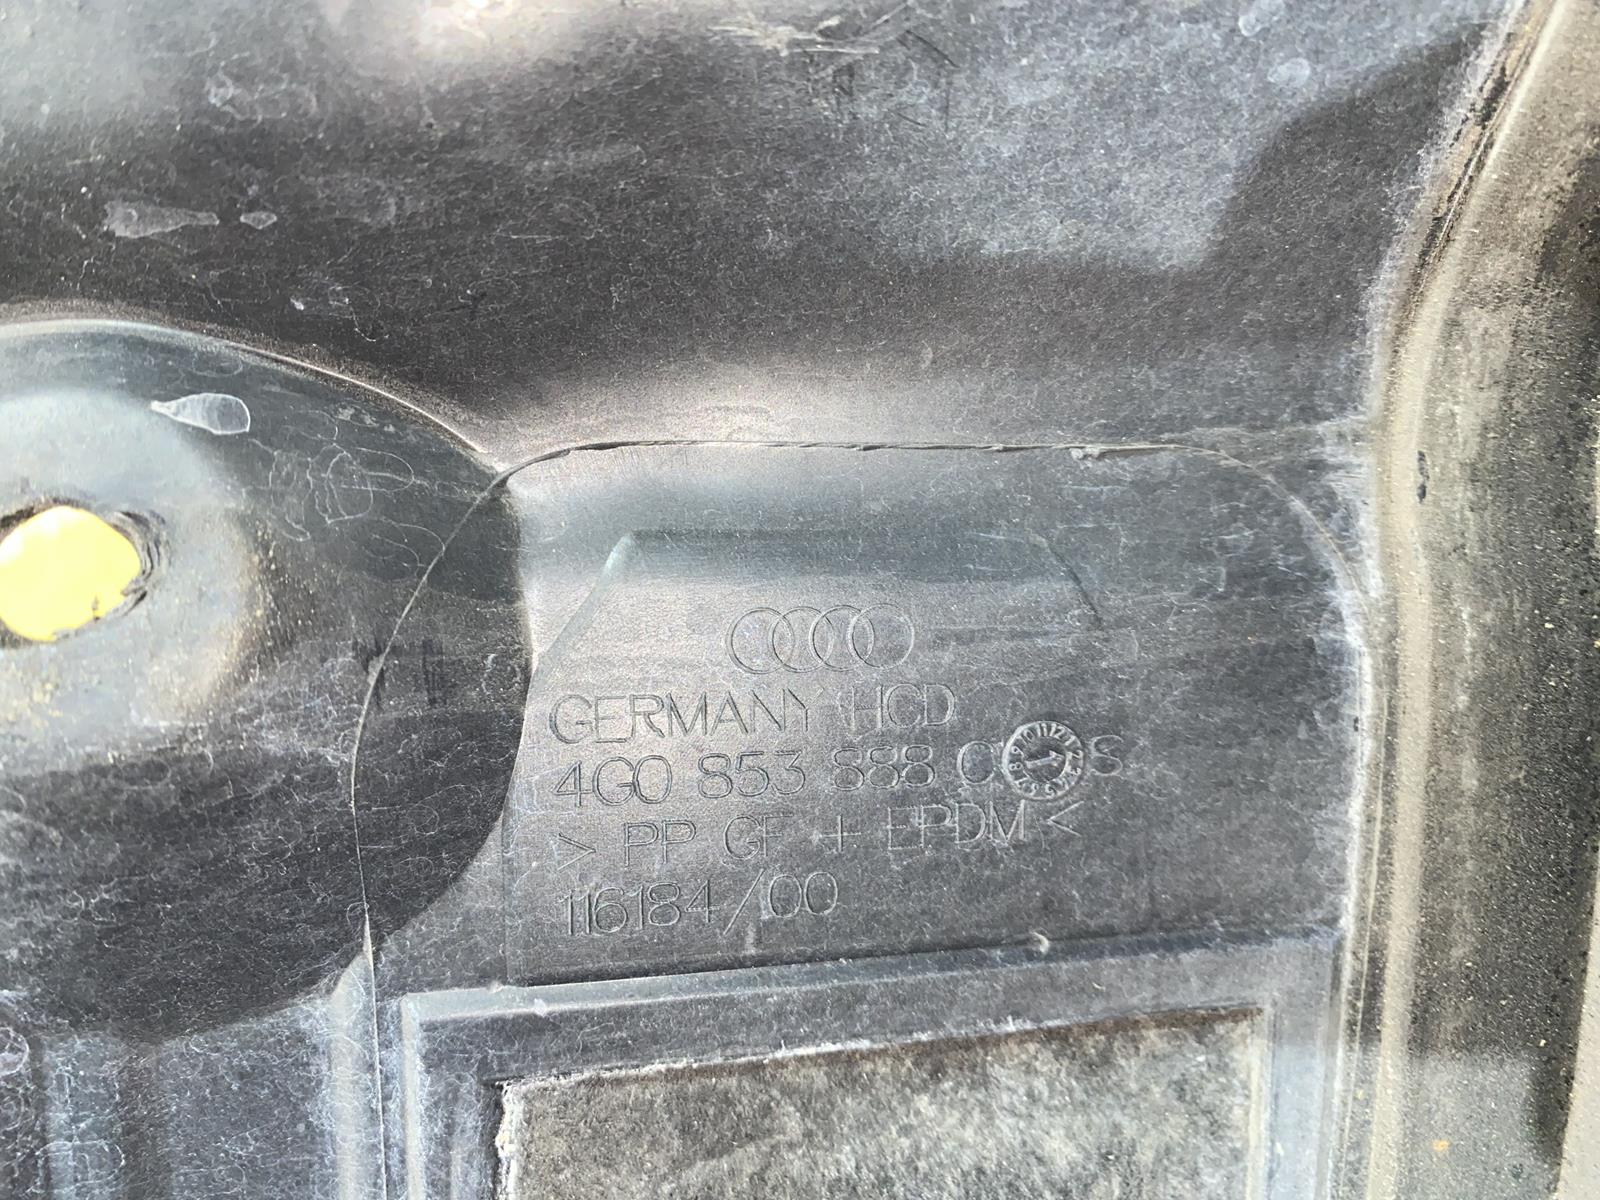 GERMANY HCD
4G0 853 888 C S
> PP GF + EPDM <
116184/00